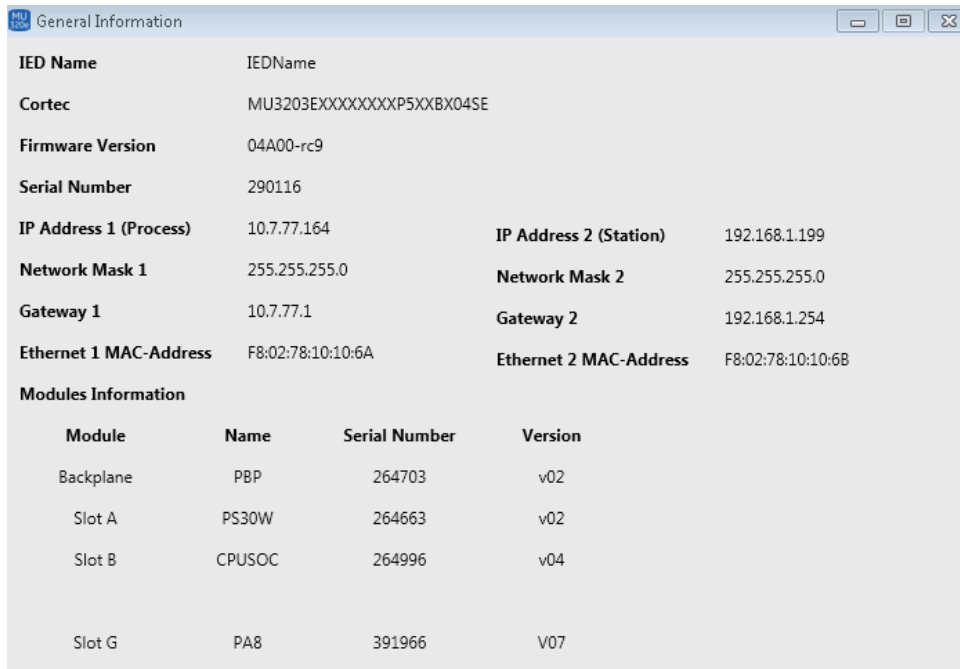 MU 320e General Information
IED Name IEDName
Cortec MU3203EXXXXXXXXP5XXBX04SE
Firmware Version 04A00-rc9
Serial Number 290116
IP Address 1 (Process) 10.7.77.164 IP Address 2 (Station) 192.168.1.199
Network Mask 1 255.255.255.0 Network Mask 2 255.255.255.0
Gateway 1 10.7.77.1 Gateway 2 192.168.1.254
Ethernet 1 MAC-Address F8:02:78:10:10:6A Ethernet 2 MAC-Address F8:02:78:10:10:6B
Modules Information
Module Name Serial Number Version
Backplane PBP 264703 v02
Slot A PS30W 264663 v02
Slot B CPUSOC 264996 v04
Slot G PA8 391966 V07